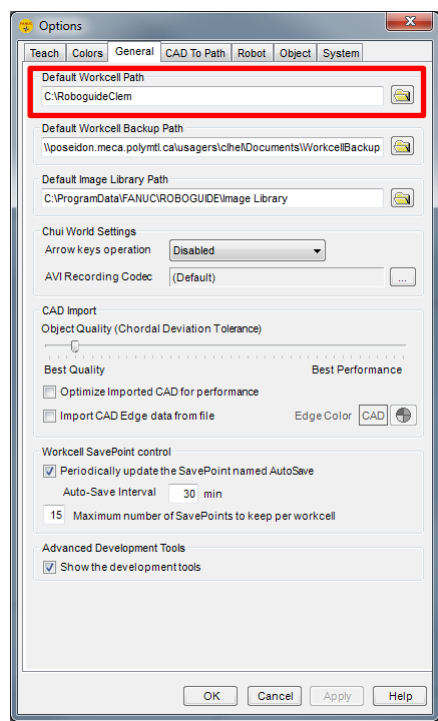 Options
Teach Colors General CAD To Path Robot Object System
Default Workcell Path
C:\RoboguideClem
Default Workcell Backup Path
\\poseidon.meca.polymtl.ca\usagers\clhel\Documents\WorkcellBackup
Default Image Library Path
C:\ProgramData\FANUC\ROBOGUIDE\Image Library
Chui World Settings
Arrow keys operation Disabled
AVI Recording Codec (Default) ...
CAD Import
Object Quality (Chordal Deviation Tolerance)
Best Quality Best Performance
Optimize Imported CAD for performance
Import CAD Edge data from file Edge Color CAD
Workcell SavePoint control
Periodically update the SavePoint named AutoSave
Auto-Save Interval 30 min
15 Maximum number of SavePoints to keep per workcell
Advanced Development Tools
Show the development tools
OK Cancel Apply Help